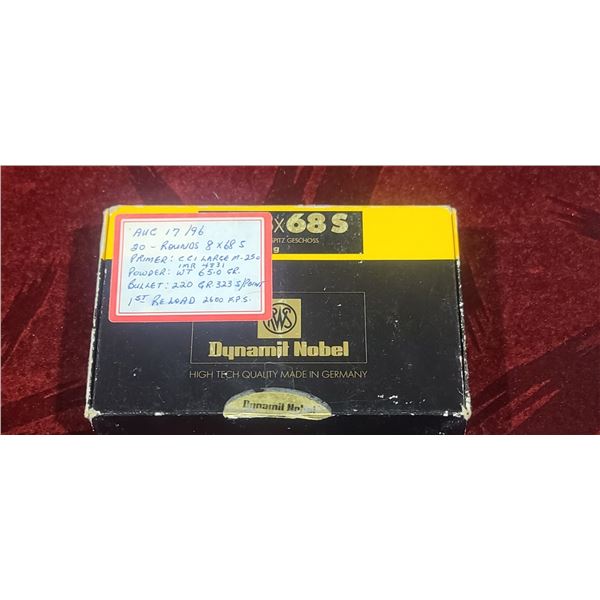 x68 S
SPITZ GESCHOSS
g
AUG 17/96
20 - ROUNDS 8 x 68 S
PRIMER: CCI LARGE M-250
IMR 4831
POWDER: WT 65.0 GR.
BULLET: 220 GR. 323 S/POINT
1ST RELOAD 2600 F.P.S.
RWS
Dynamit Nobel
HIGH TECH QUALITY MADE IN GERMANY
Dynamit Nobel